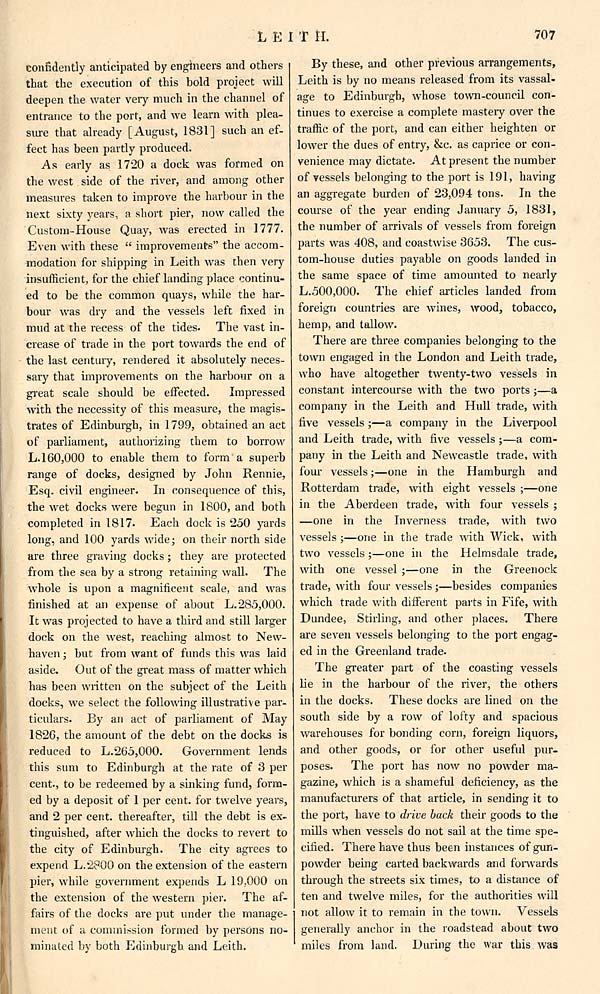 LEITH.
707
confidently anticipated by engineers and others
that the execution of this bold project will
deepen the water very much in the channel of
entrance to the port, and we learn with plea-
sure that already [August, 1831] such an ef-
fect has been partly produced.
As early as 1720 a dock was formed on
the west side of the river, and among other
measures taken to improve the harbour in the
next sixty years, a short pier, now called the
Custom-House Quay, was erected in 1777.
Even with these “ improvements” the accom-
modation for shipping in Leith was then very
insufficient, for the chief landing place continu-
ed to be the common quays, while the har-
bour was dry and the vessels left fixed in
mud at the recess of the tides. The vast in-
crease of trade in the port towards the end of
the last century, rendered it absolutely neces-
sary that improvements on the harbour on a
great scale should be effected. Impressed
with the necessity of this measure, the magis-
trates of Edinburgh, in 1799, obtained an act
of parliament, authorizing them to borrow
L.160,000 to enable them to form a superb
range of docks, designed by John Rennie,
Esq. civil engineer. In consequence of this,
the wet docks were begun in 1800, and both
completed in 1817. Each dock is 250 yards
long, and 100 yards wide; on their north side
are three graving docks; they are protected
from the sea by a strong retaining wall. The
whole is upon a magnificent scale, and was
finished at an expense of about L.285,000.
It was projected to have a third and still larger
dock on the west, reaching almost to New-
haven; but from want of funds this was laid
aside. Out of the great mass of matter which
has been written on the subject of the Leith
docks, we select the following illustrative par-
ticulars. By an act of parliament of May
1826, the amount of the debt on the docks is
reduced to L.265,000. Government lends
this sum to Edinburgh at the rate of 3 per
cent., to be redeemed by a sinking fund, form-
ed by a deposit of 1 per cent. for twelve years,
and 2 per cent. thereafter, till the debt is ex-
tinguished, after which the docks to revert to
the city of Edinburgh. The city agrees to
expend L.2800 on the extension of the eastern
pier, while government expends L 19,000 on
the extension of the western pier. The af-
fairs of the docks are put under the manage-
ment of a commission formed by persons no-
minated by both Edinburgh and Leith.
By these, and other previous arrangements,
Leith is by no means released from its vassal-
age to Edinburgh, whose town-council con-
tinues to exercise a complete mastery over the
traffic of the port, and can either heighten or
lower the dues of entry, &c. as caprice or con-
venience may dictate. At present the number
of vessels belonging to the port is 191, having
an aggregate burden of 23,094 tons. In the
course of the year ending January 5, 1831,
the number of arrivals of vessels from foreign
parts was 408, and coastwise 3653. The cus-
tom-house duties payable on goods landed in
the same space of time amounted to nearly
L.500,000. The chief articles landed from
foreign countries are wines, wood, tobacco,
hemp, and tallow.
There are three companies belonging to the
town engaged in the London and Leith trade,
who have altogether twenty-two vessels in
constant intercourse with the two ports;—a
company in the Leith and Hull trade, with
five vessels;—a company in the Liverpool
and Leith trade, with five vessels;—a com-
pany in the Leith and Newcastle trade, with
four vessels;—one in the Hamburgh and
Rotterdam trade, with eight vessels;—one
in the Aberdeen trade, with four vessels ;
—one in the Inverness trade, with two
vessels;—one in the trade with Wick, with
two vessels;—one in the Helmsdale trade,
with one vessel;—one in the Greenock
trade, with four vessels;—besides companies
which trade with different parts in Fife, with
Dundee, Stirling, and other places. There
are seven vessels belonging to the port engag-
ed in the Greenland trade.
The greater part of the coasting vessels
lie in the harbour of the river, the others
in the docks. These docks are lined on the
south side by a row of lofty and spacious
warehouses for bonding corn, foreign liquors,
and other goods, or for other useful pur-
poses. The port has now no powder ma-
gazine, which is a shameful deficiency, as the
manufacturers of that article, in sending it to
the port, have to drive back their goods to the
mills when vessels do not sail at the time spe-
cified. There have thus been instances of gun-
powder being carted backwards and forwards
through the streets six times, to a distance of
ten and twelve miles, for the authorities will
not allow it to remain in the town. Vessels
generally anchor in the roadstead about two
miles from land. During the war this was